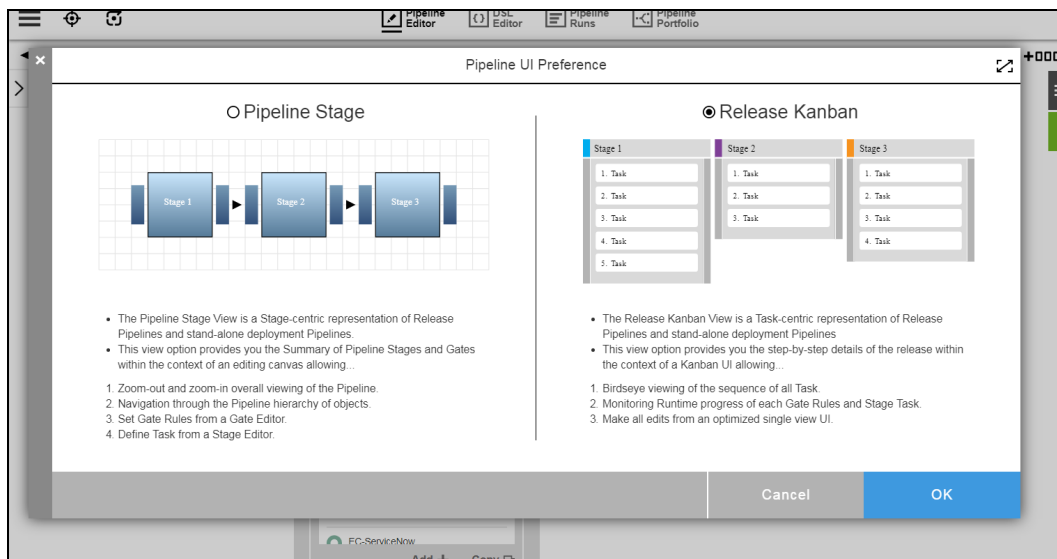 Pipeline
Editor
DSL
Editor
Pipeline
Runs
Pipeline
Portfolio
Pipeline UI Preference
Pipeline Stage
Stage 1
Stage 2
Stage 3
• The Pipeline Stage View is a Stage-centric representation of Release
Pipelines and stand-alone deployment Pipelines.
• This view option provides you the Summary of Pipeline Stages and Gates
within the context of an editing canvas allowing...
1. Zoom-out and zoom-in overall viewing of the Pipeline.
2. Navigation through the Pipeline hierarchy of objects.
3. Set Gate Rules from a Gate Editor.
4. Define Task from a Stage Editor.
Release Kanban
Stage 1
1. Task
2. Task
3. Task
4. Task
5. Task
Stage 2
1. Task
2. Task
3. Task
Stage 3
1. Task
2. Task
3. Task
4. Task
• The Release Kanban View is a Task-centric representation of Release
Pipelines and stand-alone deployment Pipelines
• This view option provides you the step-by-step details of the release within
the context of a Kanban UI allowing...
1. Birdseye viewing of the sequence of all Task.
2. Monitoring Runtime progress of each Gate Rules and Stage Task.
3. Make all edits from an optimized single view UI.
Cancel
OK
EC-ServiceNow
Add
Copy